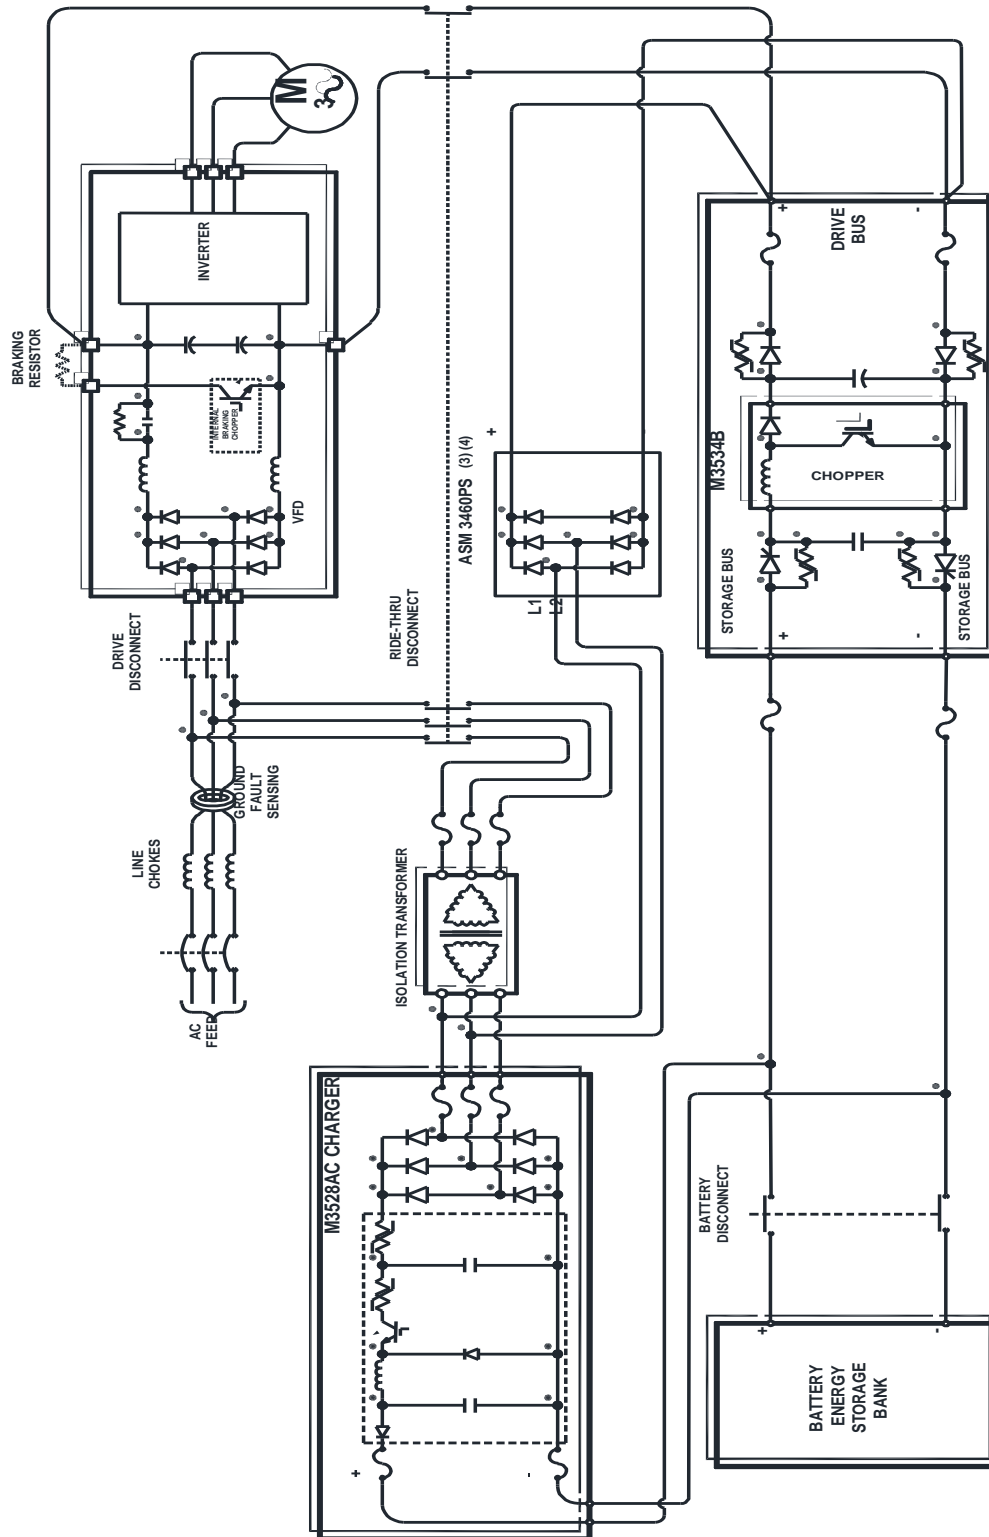 M
3
BRAKING
RESISTOR
INVERTER
INTERNAL
BRAKING
CHOPPER
VFD
DRIVE
DISCONNECT
LINE
CHOKES
GROUND
FAULT
SENSING
AC
FEED
ASM 3460PS (3) (4)
+
L1
L2
RIDE-THRU
DISCONNECT
ISOLATION TRANSFORMER
M3528AC CHARGER
+
-
DRIVE
BUS
+
-
M3534B
CHOPPER
STORAGE BUS
STORAGE BUS
+
-
BATTERY
DISCONNECT
+
-
BATTERY
ENERGY
STORAGE
BANK